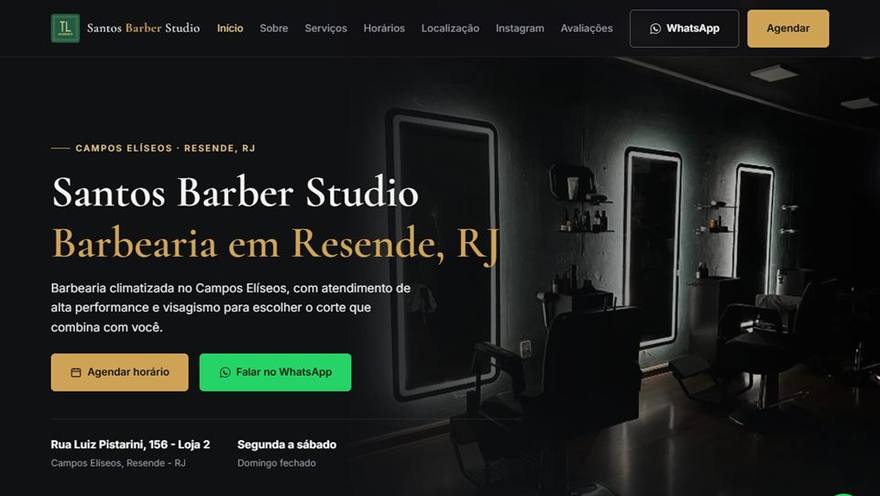 TL
Santos Barber Studio
Início
Sobre
Serviços
Horários
Localização
Instagram
Avaliações
WhatsApp
Agendar
CAMPOS ELÍSEOS · RESENDE, RJ
Santos Barber Studio
Barbearia em Resende, RJ
Barbearia climatizada no Campos Elíseos, com atendimento de
alta performance e visagismo para escolher o corte que
combina com você.
Agendar horário
Falar no WhatsApp
Rua Luiz Pistarini, 156 - Loja 2
Campos Elíseos, Resende - RJ
Segunda a sábado
Domingo fechado